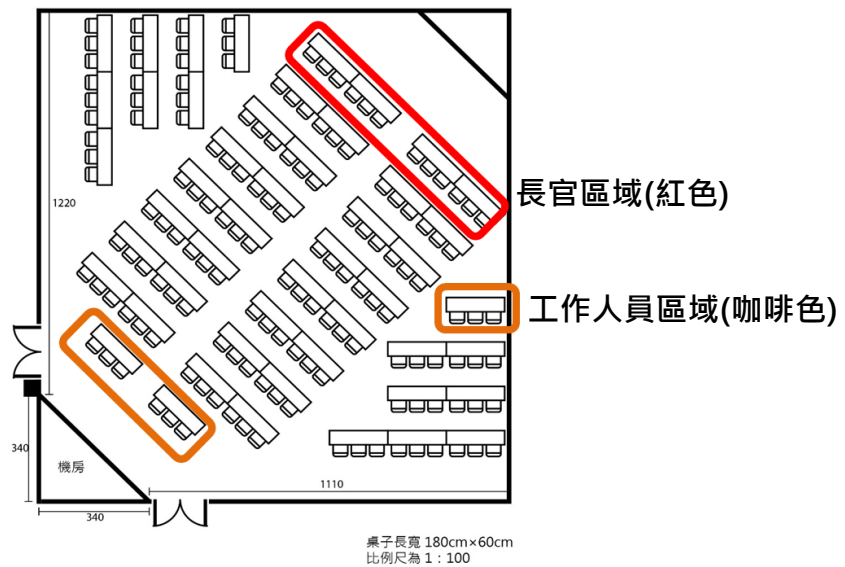 1220
長官區域(紅色)
工作人員區域(咖啡色)
340
機房
1110
340
桌子長寬 180cm×60cm
比例尺為 1：100